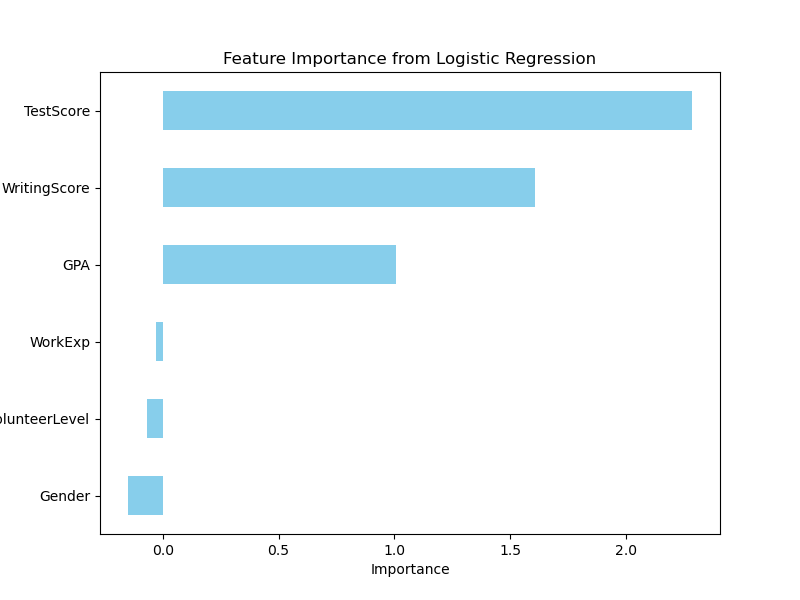 Feature Importance from Logistic Regression
TestScore
WritingScore
GPA
WorkExp
olunteerLevel
Gender
0.0 0.5 1.0 1.5 2.0
Importance